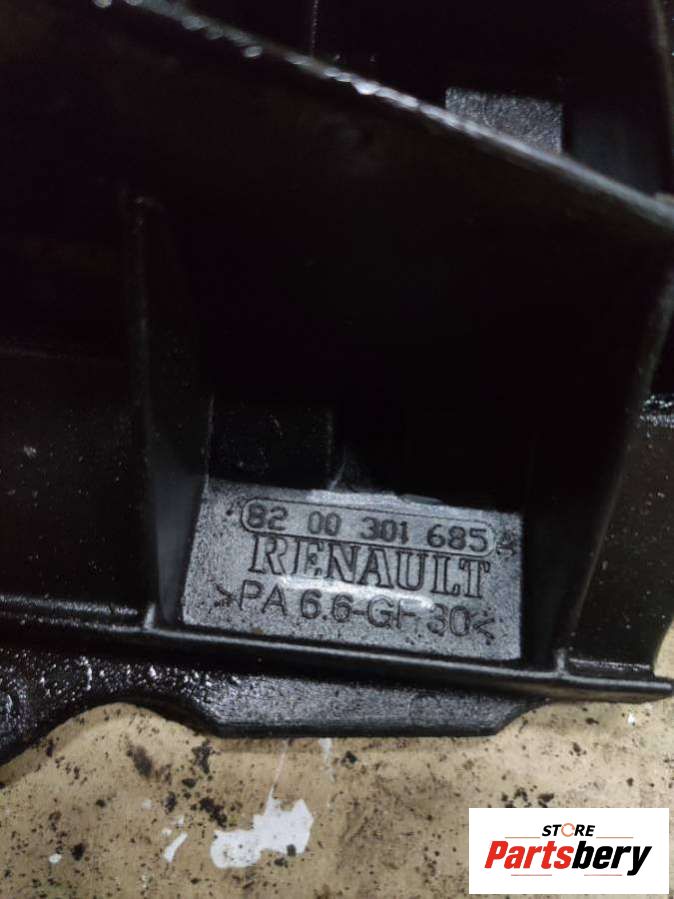 82 00 301 685 A
RENAULT
>PA 6.6-GF 30<
STORE
Partsbery